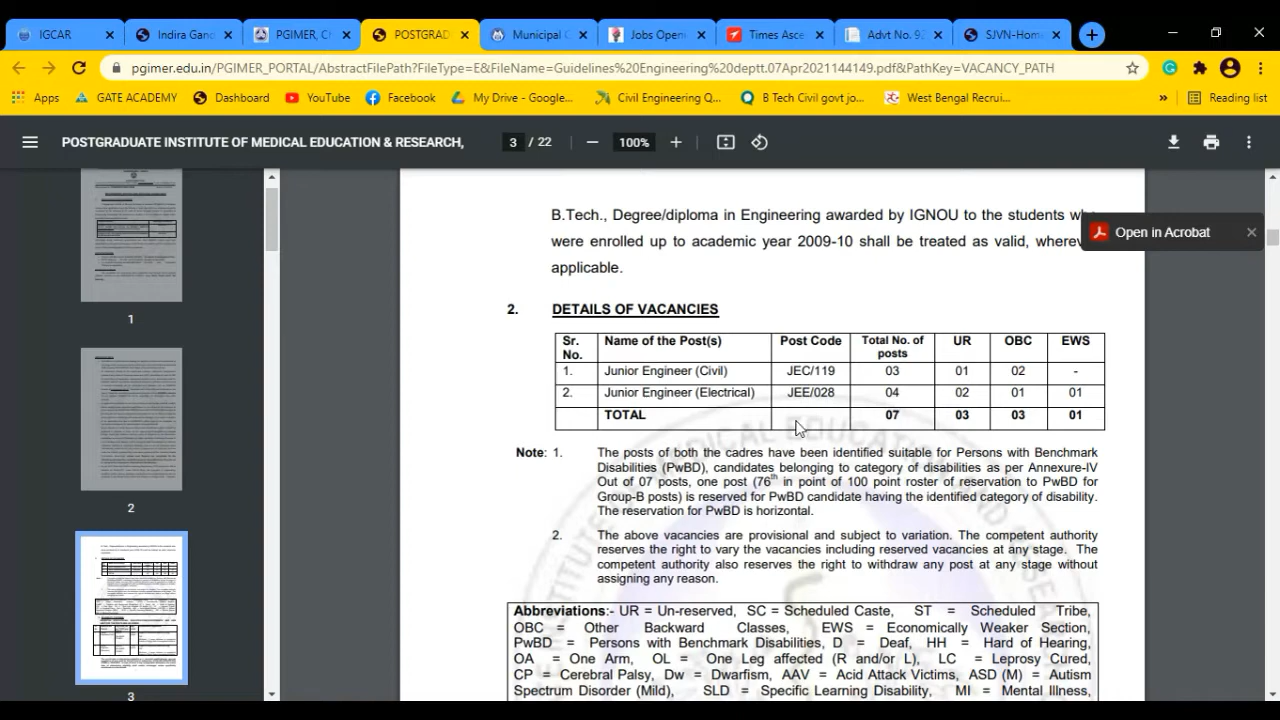 IGCAR
Indira Gand
PGIMER, C
POSTGRAD
Municipal C
Jobs Open
Times Asce
Advt No. 92
SJVN-Home
pgimer.edu.in/PGIMER_PORTAL/AbstractFilePath?FileType=E&FileName=Guidelines%20Engineering%20deptt.07Apr2021144149.pdf&PathKey=VACANCY_PATH
Apps GATE ACADEMY Dashboard YouTube Facebook My Drive - Google... Civil Engineering Q... B Tech Civil govt jo... West Bengal Recrui... » Reading list
POSTGRADUATE INSTITUTE OF MEDICAL EDUCATION & RESEARCH, 3 / 22 100%
Open in Acrobat
1
2
3
B.Tech., Degree/diploma in Engineering awarded by IGNOU to the students
were enrolled up to academic year 2009-10 shall be treated as valid,
applicable.
2. DETAILS OF VACANCIES
Sr. No. Name of the Post(s) Post Code Total No. of posts UR OBC EWS
1. Junior Engineer (Civil) JEC/119 03 01 02 -
2. Junior Engineer (Electrical) JEE/028 04 02 01 01
TOTAL 07 03 03 01
Note: 1. The posts of both the cadres have been identified suitable for Persons with Benchmark
Disabilities (PwBD), candidates belonging to category of disabilities as per Annexure-IV
Out of 07 posts, one post (76th in point of 100 point roster of reservation to PwBD for
Group-B posts) is reserved for PwBD candidate having the identified category of disability.
The reservation for PwBD is horizontal.
2. The above vacancies are provisional and subject to variation. The competent authority
reserves the right to vary the vacancies including reserved vacancies at any stage. The
competent authority also reserves the right to withdraw any post at any stage without
assigning any reason.
Abbreviations:- UR = Un-reserved, SC = Scheduled Caste, ST = Scheduled Tribe,
OBC = Other Backward Classes, EWS = Economically Weaker Section,
PwBD = Persons with Benchmark Disabilities, D = Deaf, HH = Hard of Hearing,
OA = One Arm, OL = One Leg affected (R and/or L), LC = Leprosy Cured,
CP = Cerebral Palsy, Dw = Dwarfism, AAV = Acid Attack Victims, ASD (M) = Autism
Spectrum Disorder (Mild), SLD = Specific Learning Disability, MI = Mental Illness,